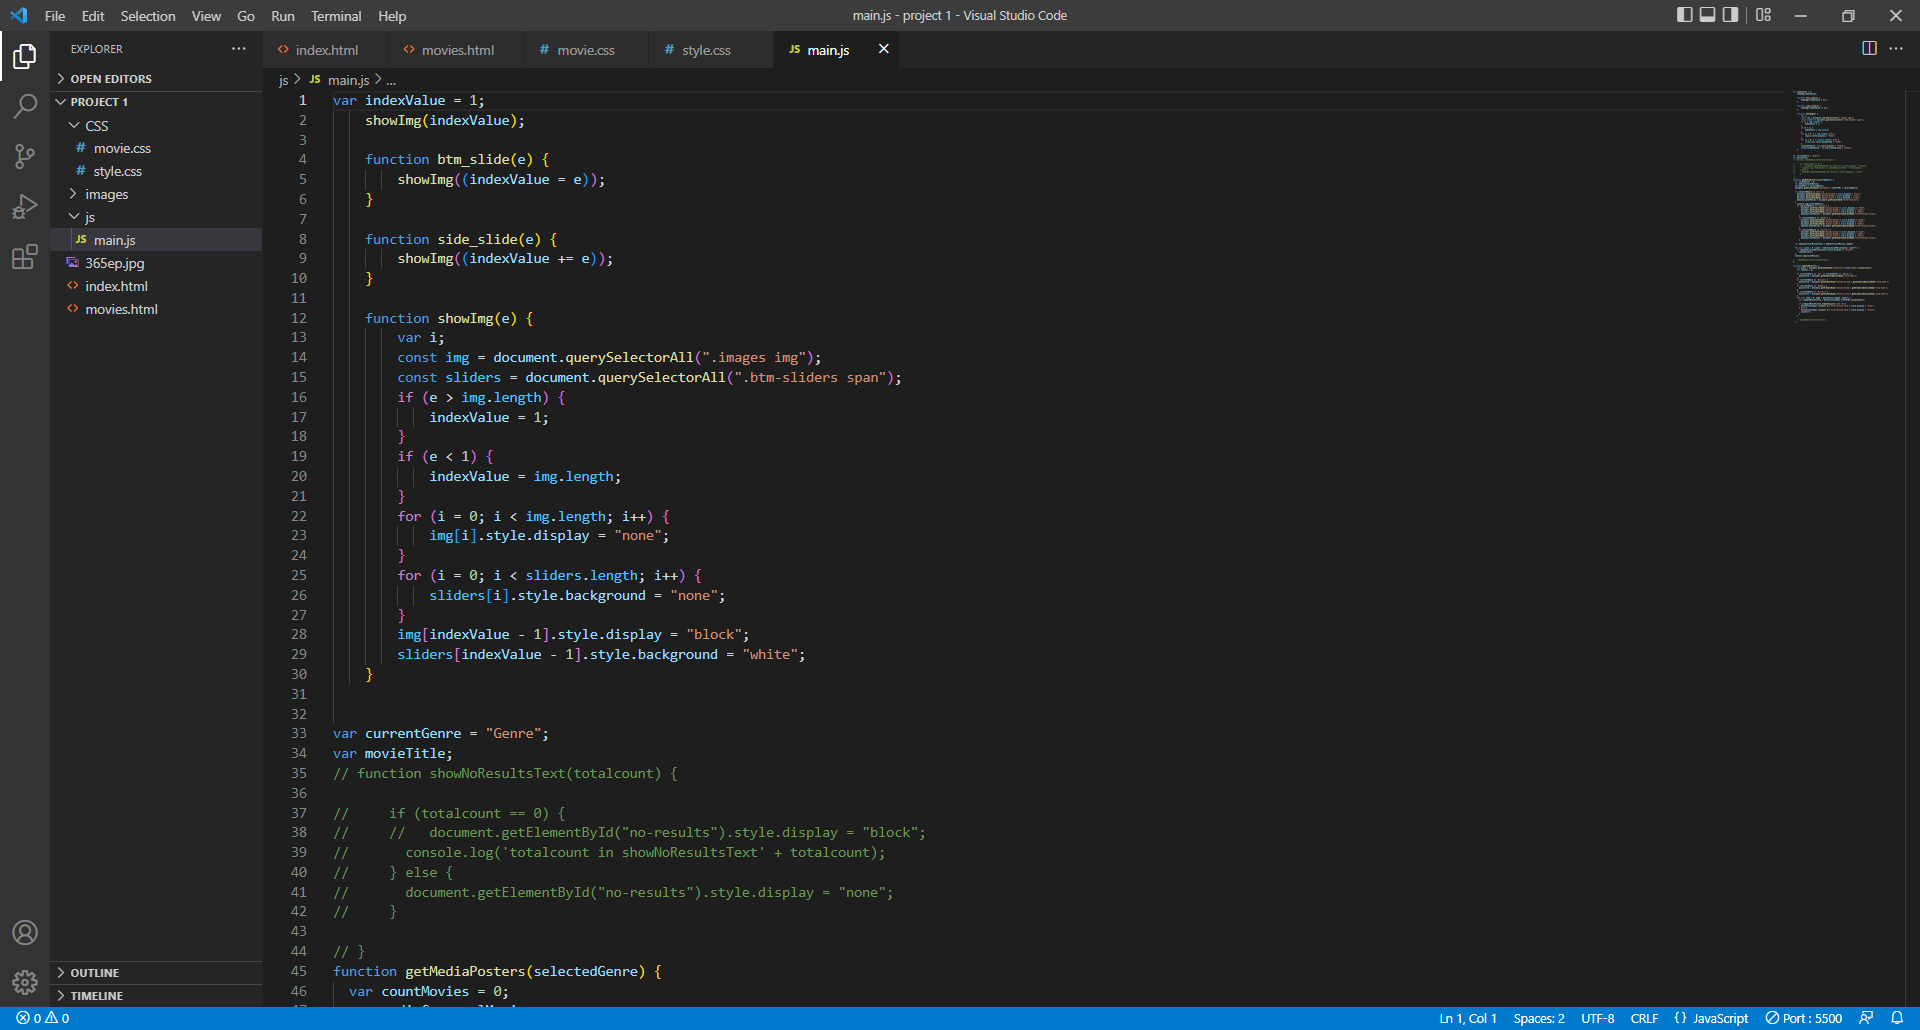 File Edit Selection View Go Run Terminal Help
main.js - project 1 - Visual Studio Code
EXPLORER
index.html
movies.html
# movie.css
# style.css
JS main.js
OPEN EDITORS
js > JS main.js > ...
PROJECT 1
CSS
# movie.css
# style.css
images
js
JS main.js
365ep.jpg
<> index.html
<> movies.html
OUTLINE
TIMELINE
1 var indexValue = 1;
2 showImg(indexValue);
3
4 function btm_slide(e) {
5 showImg((indexValue = e));
6 }
7
8 function side_slide(e) {
9 showImg((indexValue += e));
10 }
11
12 function showImg(e) {
13 var i;
14 const img = document.querySelectorAll(".images img");
15 const sliders = document.querySelectorAll(".btm-sliders span");
16 if (e > img.length) {
17 indexValue = 1;
18 }
19 if (e < 1) {
20 indexValue = img.length;
21 }
22 for (i = 0; i < img.length; i++) {
23 img[i].style.display = "none";
24 }
25 for (i = 0; i < sliders.length; i++) {
26 sliders[i].style.background = "none";
27 }
28 img[indexValue - 1].style.display = "block";
29 sliders[indexValue - 1].style.background = "white";
30 }
31
32
33 var currentGenre = "Genre";
34 var movieTitle;
35 // function showNoResultsText(totalcount) {
36
37 // if (totalcount == 0) {
38 // // document.getElementById("no-results").style.display = "block";
39 // console.log('totalcount in showNoResultsText' + totalcount);
40 // } else {
41 // document.getElementById("no-results").style.display = "none";
42 // }
43
44 // }
45 function getMediaPosters(selectedGenre) {
46 var countMovies = 0;
0 0
Ln 1, Col 1 Spaces: 2 UTF-8 CRLF {} JavaScript Port : 5500